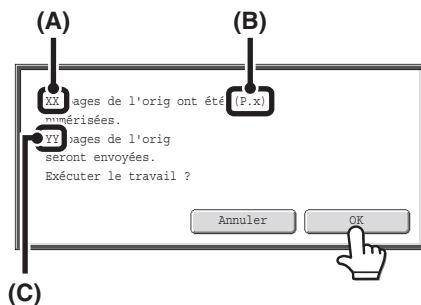 (A) (B)
XX pages de l'orig ont été (P.x)
numérisées.
YY pages de l'orig
seront envoyées.
Exécuter le travail ?
Annuler OK
(C)